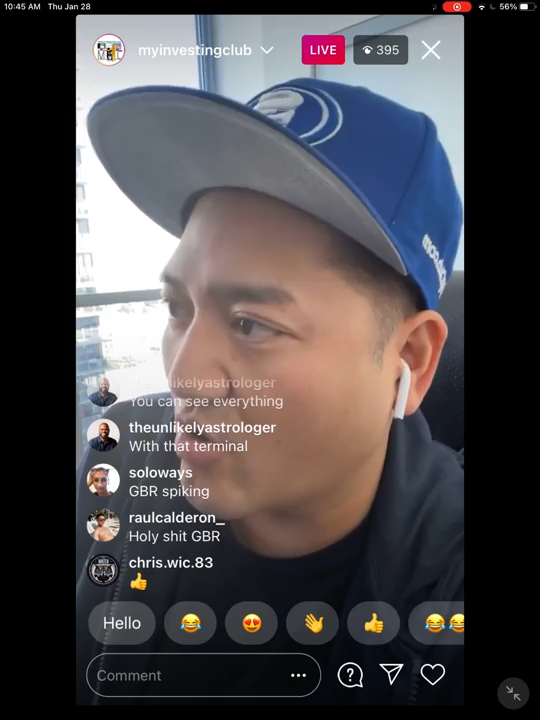 10:45 AM Thu Jan 28
56%
myinvestingclub
LIVE
395
likelyastrologer
You can see everything
theunlikelyastrologer
With that terminal
soloways
GBR spiking
raulcalderon_
Holy shit GBR
chris.wic.83
👍
Hello
😂
😍
👋
👍
😂😂
Comment